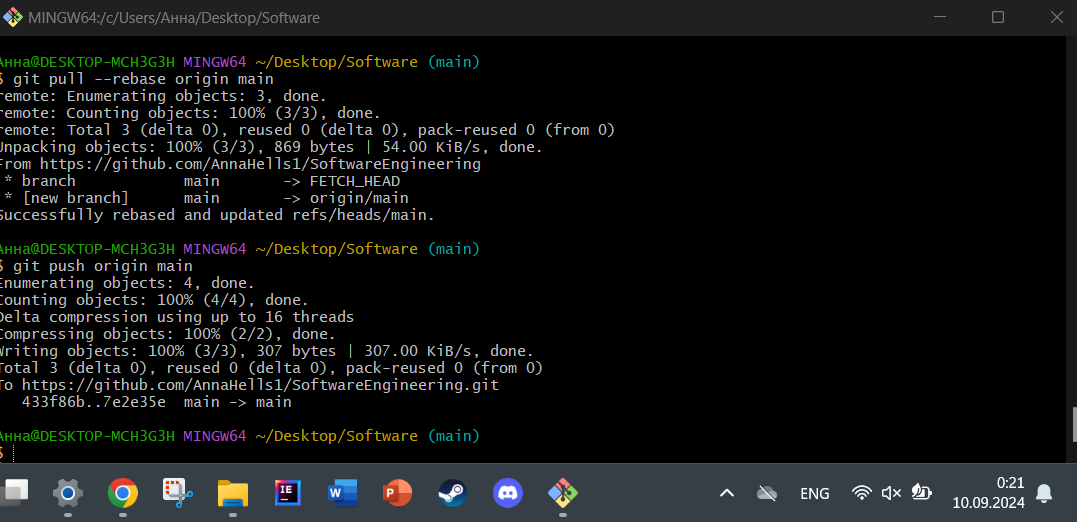 MINGW64:/c/Users/Анна/Desktop/Software
Анна@DESKTOP-MCH3G3H MINGW64 ~/Desktop/Software (main)
$ git pull --rebase origin main
remote: Enumerating objects: 3, done.
remote: Counting objects: 100% (3/3), done.
remote: Total 3 (delta 0), reused 0 (delta 0), pack-reused 0 (from 0)
Unpacking objects: 100% (3/3), 869 bytes | 54.00 KiB/s, done.
From https://github.com/AnnaHells1/SoftwareEngineering
* branch main -> FETCH_HEAD
* [new branch] main -> origin/main
Successfully rebased and updated refs/heads/main.
Анна@DESKTOP-MCH3G3H MINGW64 ~/Desktop/Software (main)
$ git push origin main
Enumerating objects: 4, done.
Counting objects: 100% (4/4), done.
Delta compression using up to 16 threads
Compressing objects: 100% (2/2), done.
Writing objects: 100% (3/3), 307 bytes | 307.00 KiB/s, done.
Total 3 (delta 0), reused 0 (delta 0), pack-reused 0 (from 0)
To https://github.com/AnnaHells1/SoftwareEngineering.git
433f86b..7e2e35e main -> main
Анна@DESKTOP-MCH3G3H MINGW64 ~/Desktop/Software (main)
$
IE
W
P
ENG
0:21
10.09.2024